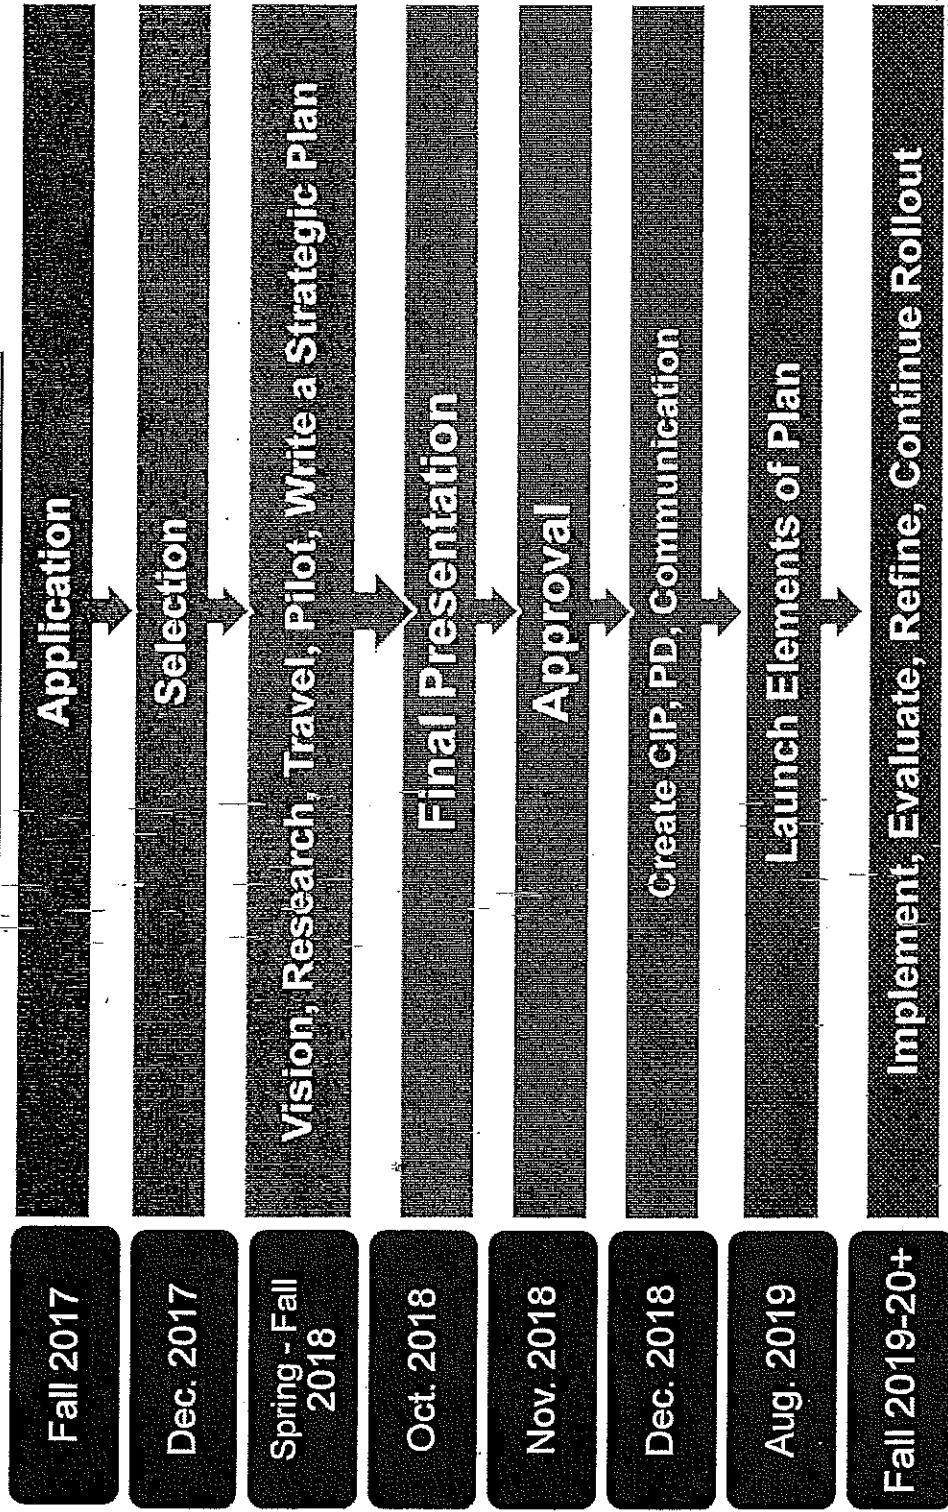 Fall 2017
Application
Dec. 2017
Selection
Spring - Fall
2018
Vision, Research, Travel, Pilot, Write a Strategic Plan
Oct. 2018
Final Presentation
Nov. 2018
Approval
Dec. 2018
Create CIP, PD, Communication
Aug. 2019
Launch Elements of Plan
Fall 2019-20+
Implement, Evaluate, Refine, Continue Rollout